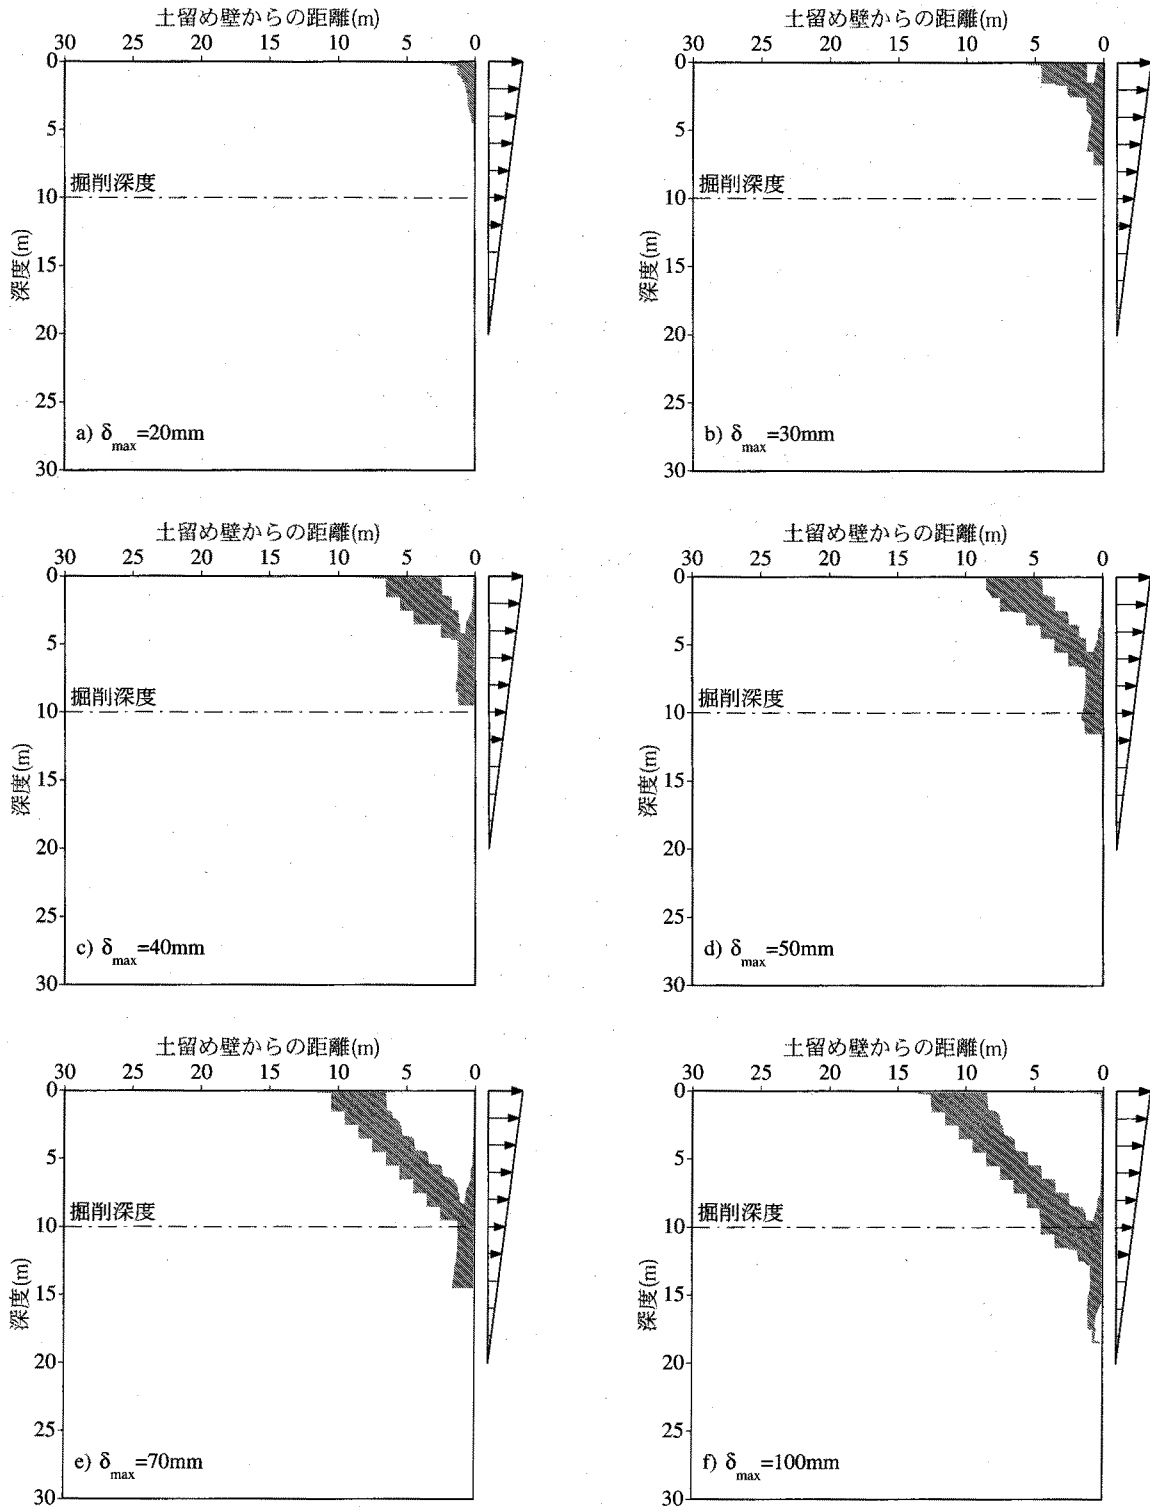 土留め壁からの距離(m)
30 25 20 15 10 5 0
0
5
掘削深度
10
15
深度(m)
20
25
a) δmax=20mm
30
土留め壁からの距離(m)
30 25 20 15 10 5 0
0
5
掘削深度
10
15
深度(m)
20
25
b) δmax=30mm
30
土留め壁からの距離(m)
30 25 20 15 10 5 0
0
5
掘削深度
10
15
深度(m)
20
25
c) δmax=40mm
30
土留め壁からの距離(m)
30 25 20 15 10 5 0
0
5
掘削深度
10
15
深度(m)
20
25
d) δmax=50mm
30
土留め壁からの距離(m)
30 25 20 15 10 5 0
0
5
掘削深度
10
15
深度(m)
20
25
e) δmax=70mm
30
土留め壁からの距離(m)
30 25 20 15 10 5 0
0
5
掘削深度
10
15
深度(m)
20
25
f) δmax=100mm
30